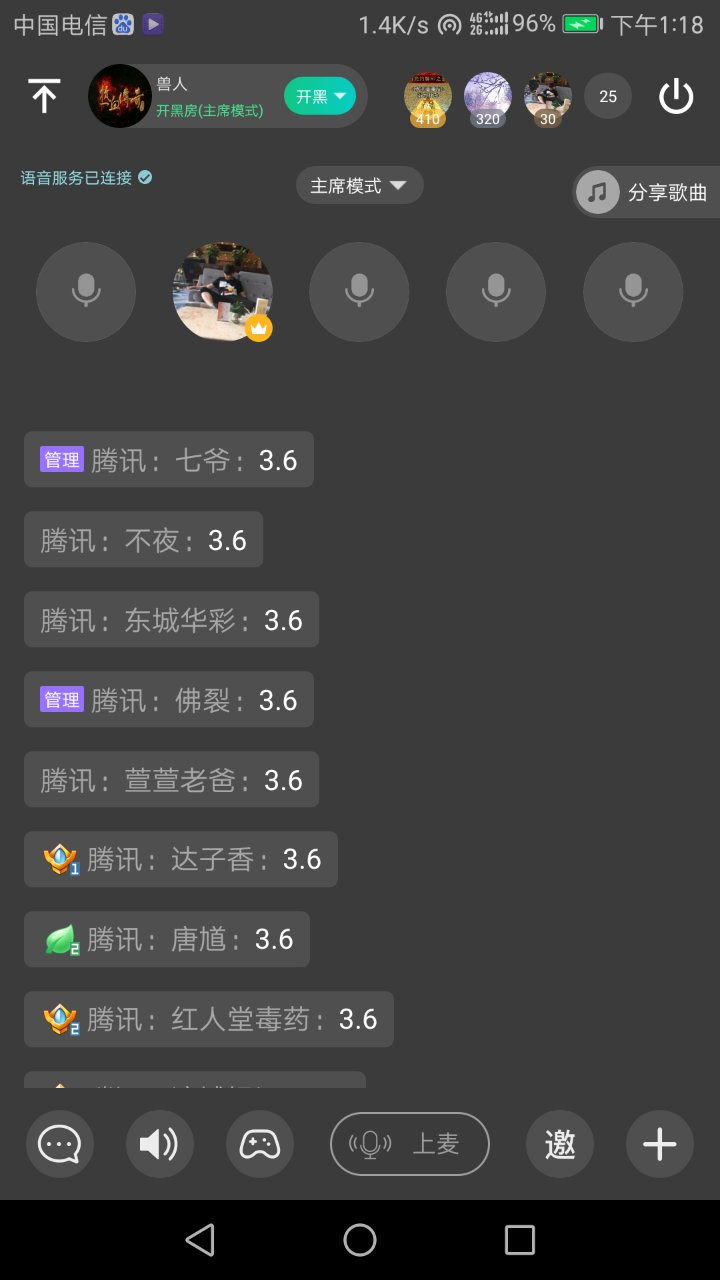 中国电信 1.4K/s 4G 2G 96% 下午1:18
兽人
开黑房(主席模式)
开黑
410
320
30
25
语音服务已连接
主席模式
分享歌曲
管理 腾讯：七爷：3.6
腾讯：不夜：3.6
腾讯：东城华彩：3.6
管理 腾讯：佛裂：3.6
腾讯：萱萱老爸：3.6
1 腾讯：达子香：3.6
2 腾讯：唐馗：3.6
2 腾讯：红人堂毒药：3.6
上麦
邀